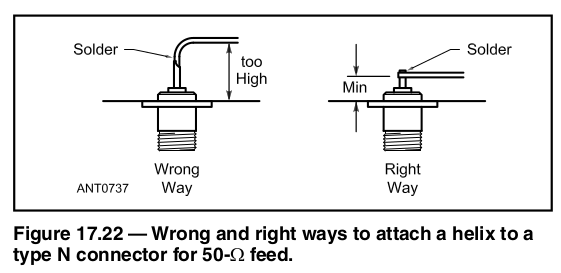 Solder
too
High
Wrong
Way
ANT0737
Solder
Min
Right
Way
Figure 17.22 — Wrong and right ways to attach a helix to a
type N connector for 50-Ω feed.